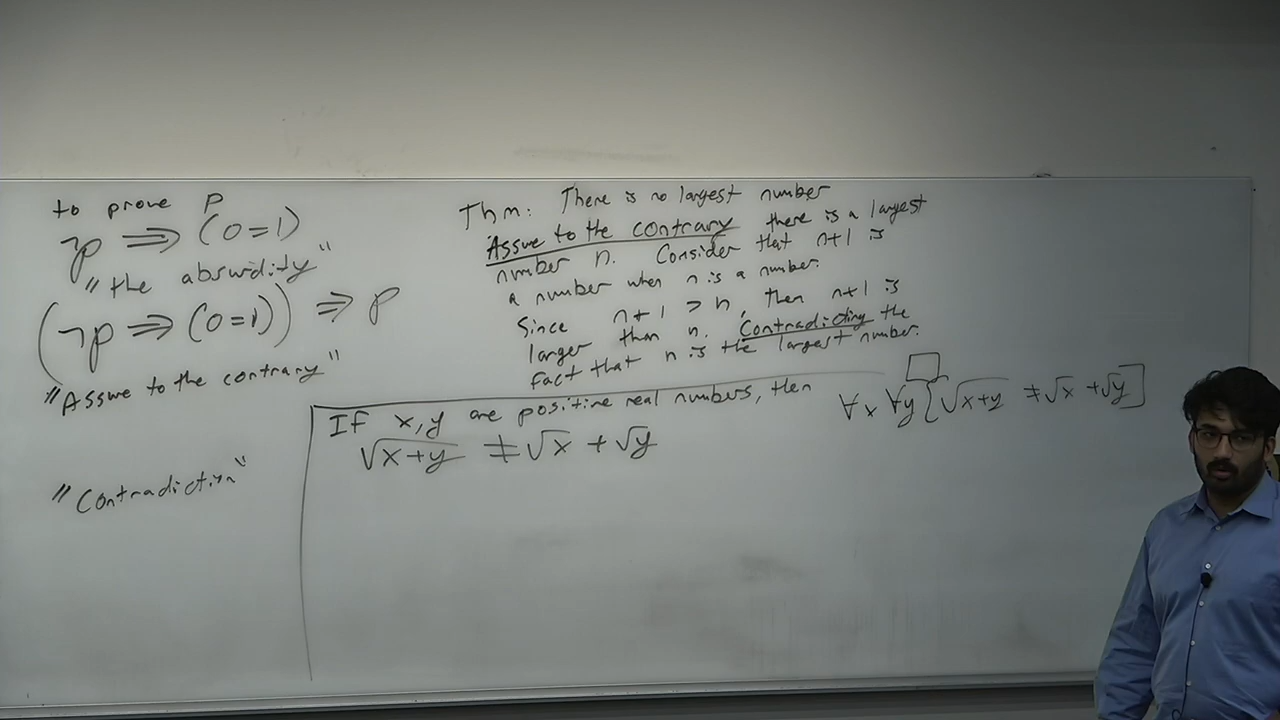 to prove P
¬p ⟹ (0=1)
"the absurdity"
(¬p ⟹ (0=1)) ⟹ p
"Assue to the contrary"
"Contradiction"
Thm: There is no largest number
Assue to the contrary there is a largest
number n. Consider that n+1 is
a number when n is a number.
Since n+1 > n, then n+1 is
larger than n. Contradicting the
fact that n is the largest number.
If x,y are positive real numbers, then
√x+y ≠ √x + √y
∀x ∀y [√x+y ≠ √x + √y]